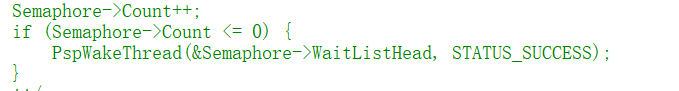 Semaphore->Count++;
if (Semaphore->Count <= 0) {
PspWakeThread(&Semaphore->WaitListHead, STATUS_SUCCESS);
}